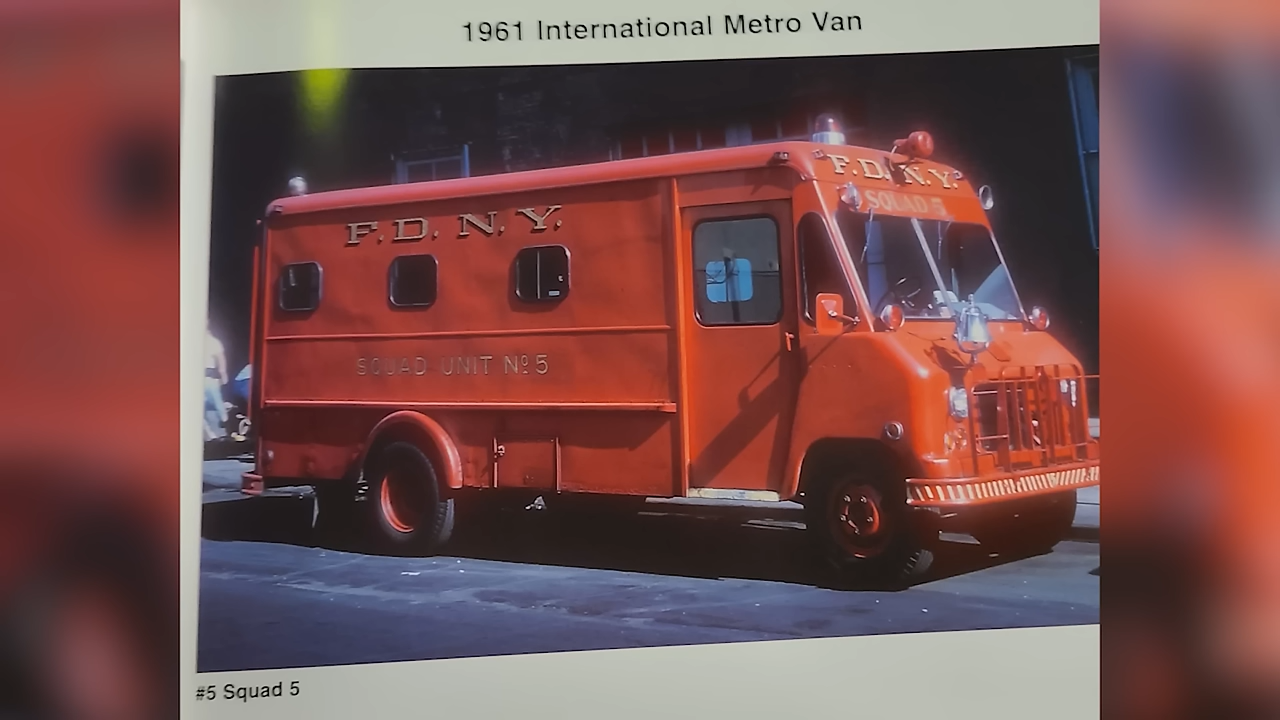 1961 International Metro Van
F.D.N.Y.
SQUAD 5
F.D.N.Y.
SQUAD UNIT Nº 5
#5 Squad 5